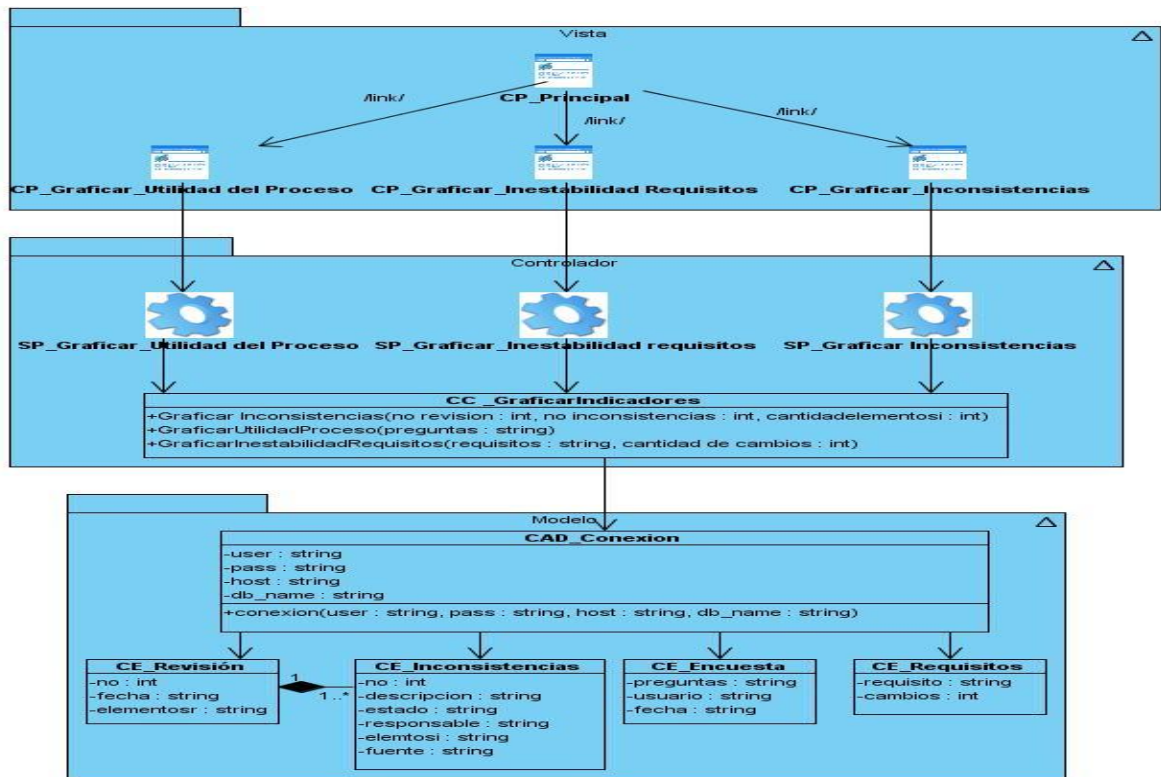 Vista
CP_Principal
/link/
/link/
/link/
CP_Graficar_Utilidad del Proceso
CP_Graficar_Inestabilidad Requisitos
CP_Graficar_Inconsistencias
Controlador
SP_Graficar_Utilidad del Proceso
SP_Graficar_Inestabilidad requisitos
SP_Graficar Inconsistencias
CC _GraficarIndicadores
+Graficar Inconsistencias(no revision : int, no inconsistencias : int, cantidadelementosi : int)
+GraficarUtilidadProceso(preguntas : string)
+GraficarInestabilidadRequisitos(requisitos : string, cantidad de cambios : int)
Modelo
CAD_Conexion
-user : string
-pass : string
-host : string
-db_name : string
+conexion(user : string, pass : string, host : string, db_name : string)
CE_Revisión
-no : int
-fecha : string
-elementosr : string
1
1..*
CE_Inconsistencias
-no : int
-descripcion : string
-estado : string
-responsable : string
-elemtosi : string
-fuente : string
CE_Encuesta
-preguntas : string
-usuario : string
-fecha : string
CE_Requisitos
-requisito : string
-cambios : int